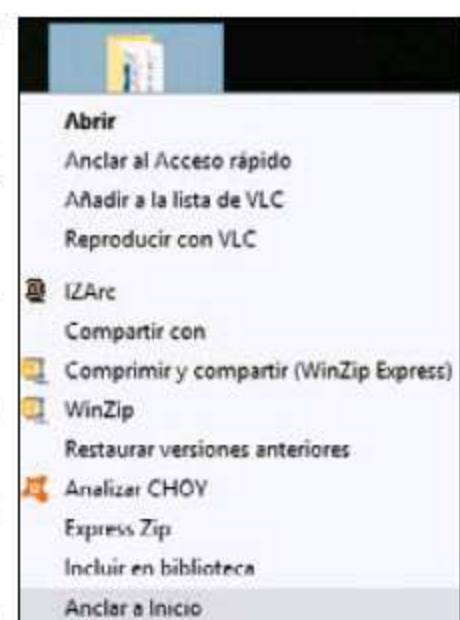 Abrir
Anclar al Acceso rápido
Añadir a la lista de VLC
Reproducir con VLC
IZArc
Compartir con
Comprimir y compartir (WinZip Express)
WinZip
Restaurar versiones anteriores
Analizar CHOY
Express Zip
Incluir en biblioteca
Anclar a Inicio